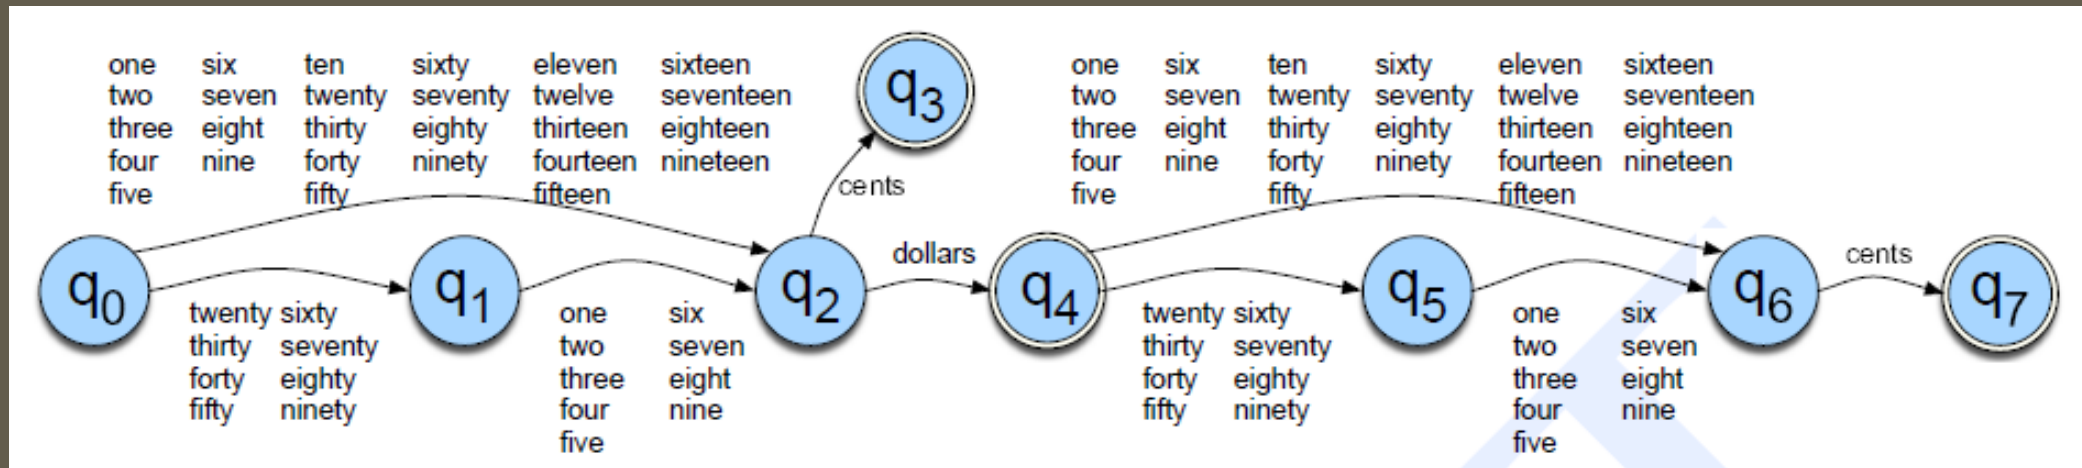 one six ten sixty eleven sixteen
two seven twenty seventy twelve seventeen
three eight thirty eighty thirteen eighteen
four nine forty ninety fourteen nineteen
five fifty fifteen
q3
cents
one six ten sixty eleven sixteen
two seven twenty seventy twelve seventeen
three eight thirty eighty thirteen eighteen
four nine forty ninety fourteen nineteen
five fifty fifteen
q0
q1
q2
dollars
q4
q5
q6
cents
q7
twenty sixty
thirty seventy
forty eighty
fifty ninety
one six
two seven
three eight
four nine
five
twenty sixty
thirty seventy
forty eighty
fifty ninety
one six
two seven
three eight
four nine
five